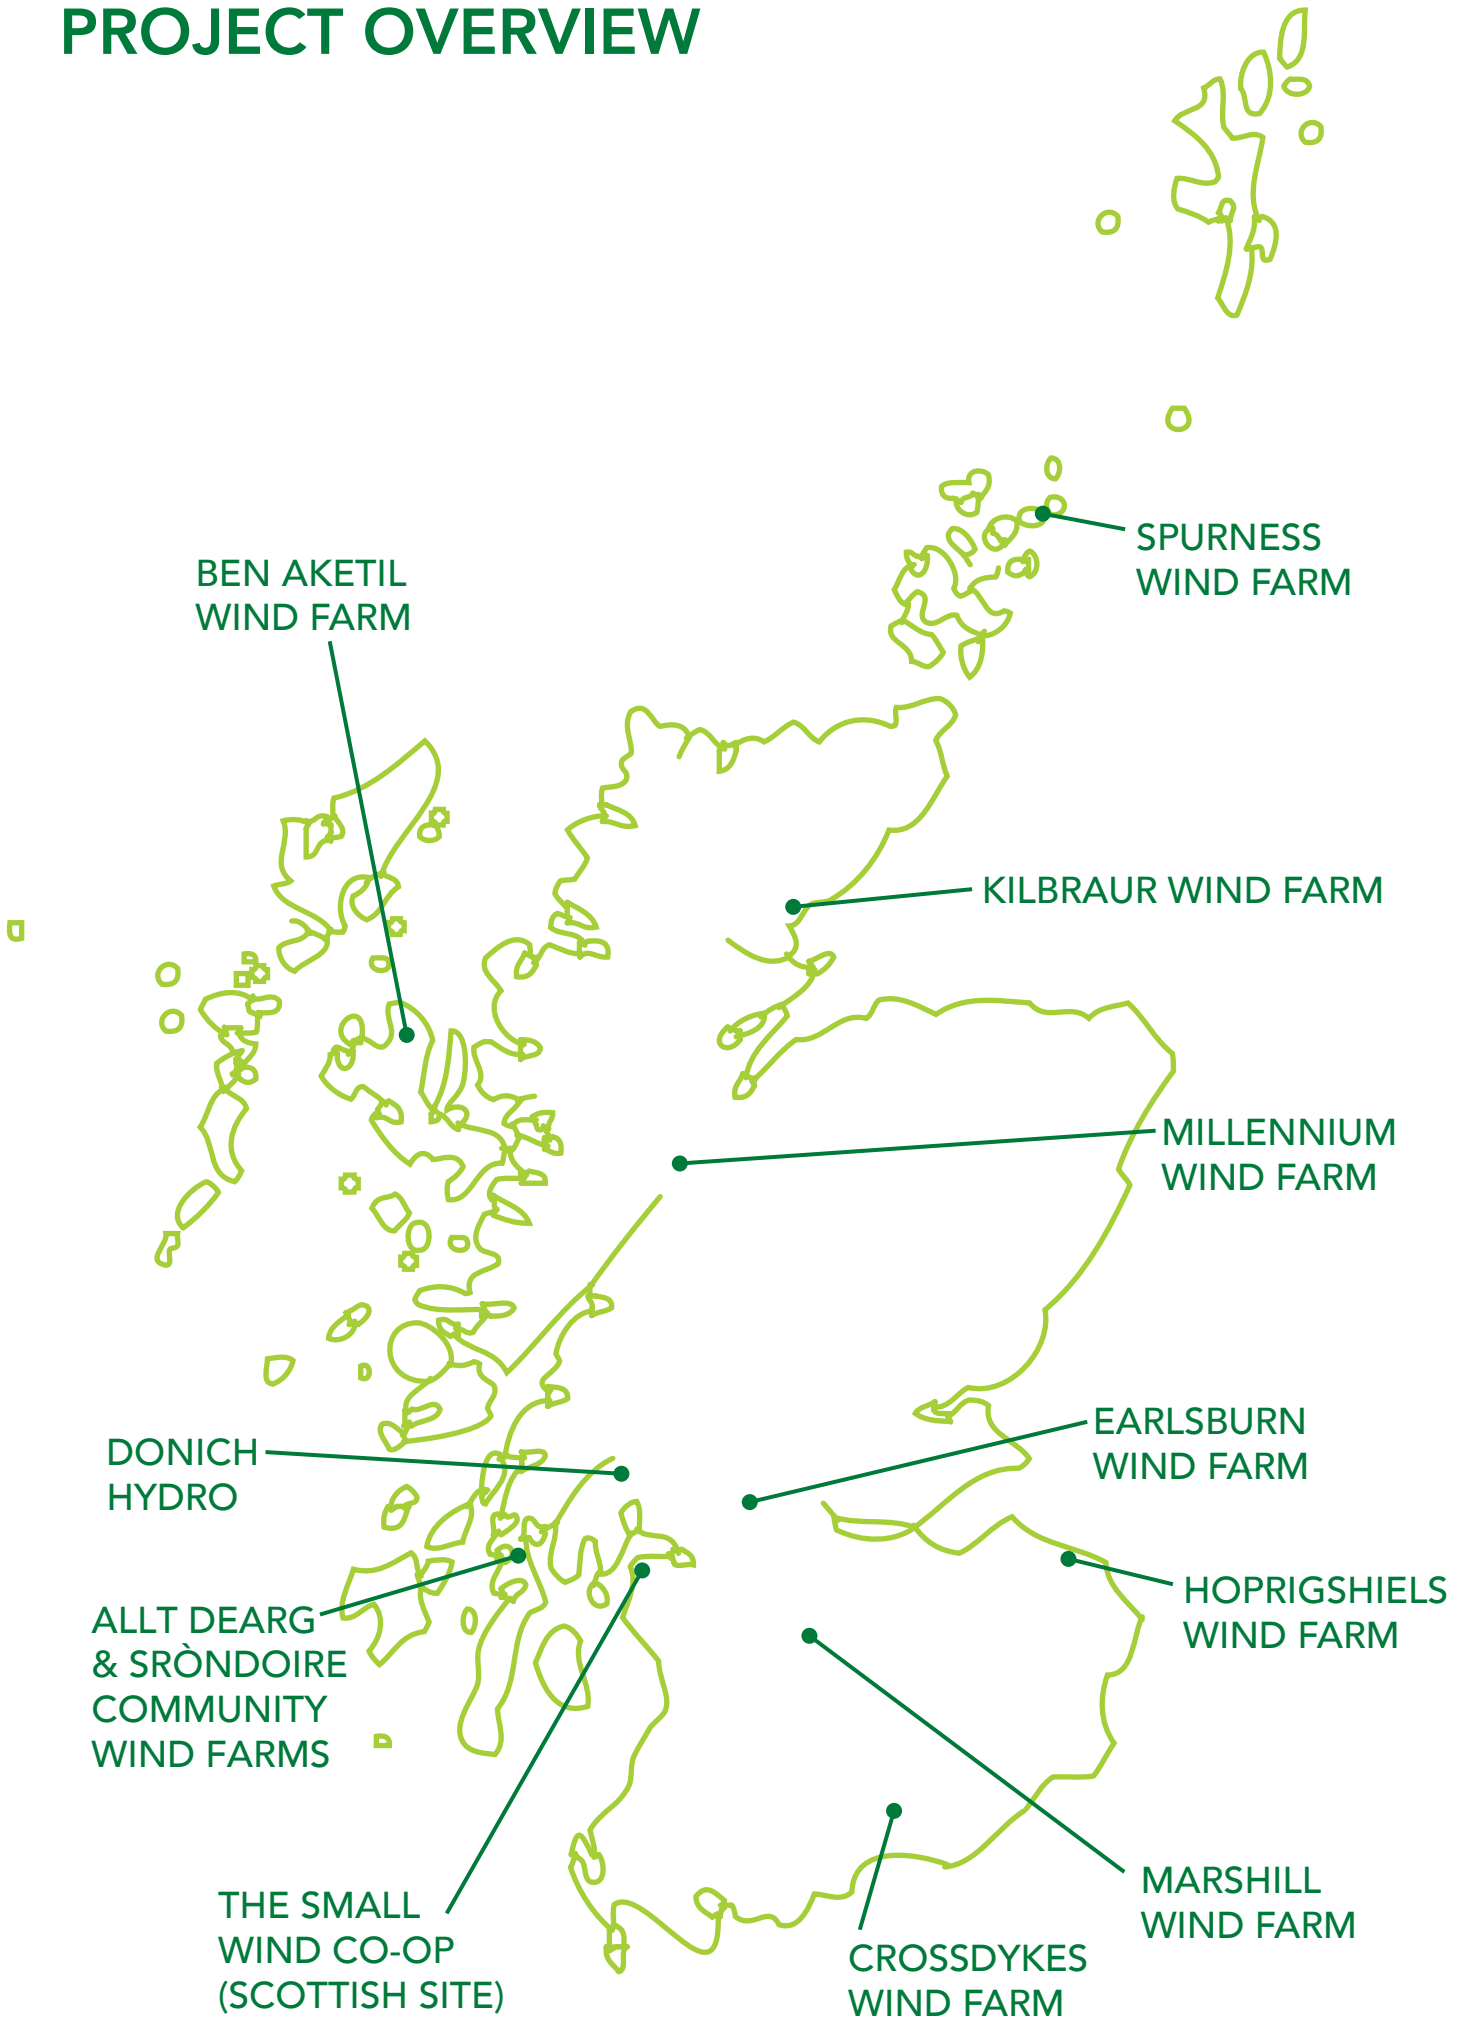 PROJECT OVERVIEW
SPURNESS
WIND FARM
BEN AKETIL
WIND FARM
KILBRAUR WIND FARM
MILLENNIUM
WIND FARM
EARLSBURN
WIND FARM
DONICH
HYDRO
HOPRIGSHIELS
WIND FARM
ALLT DEARG
& SRÒNDOIRE
COMMUNITY
WIND FARMS
MARSHILL
WIND FARM
THE SMALL
WIND CO-OP
(SCOTTISH SITE)
CROSSDYKES
WIND FARM